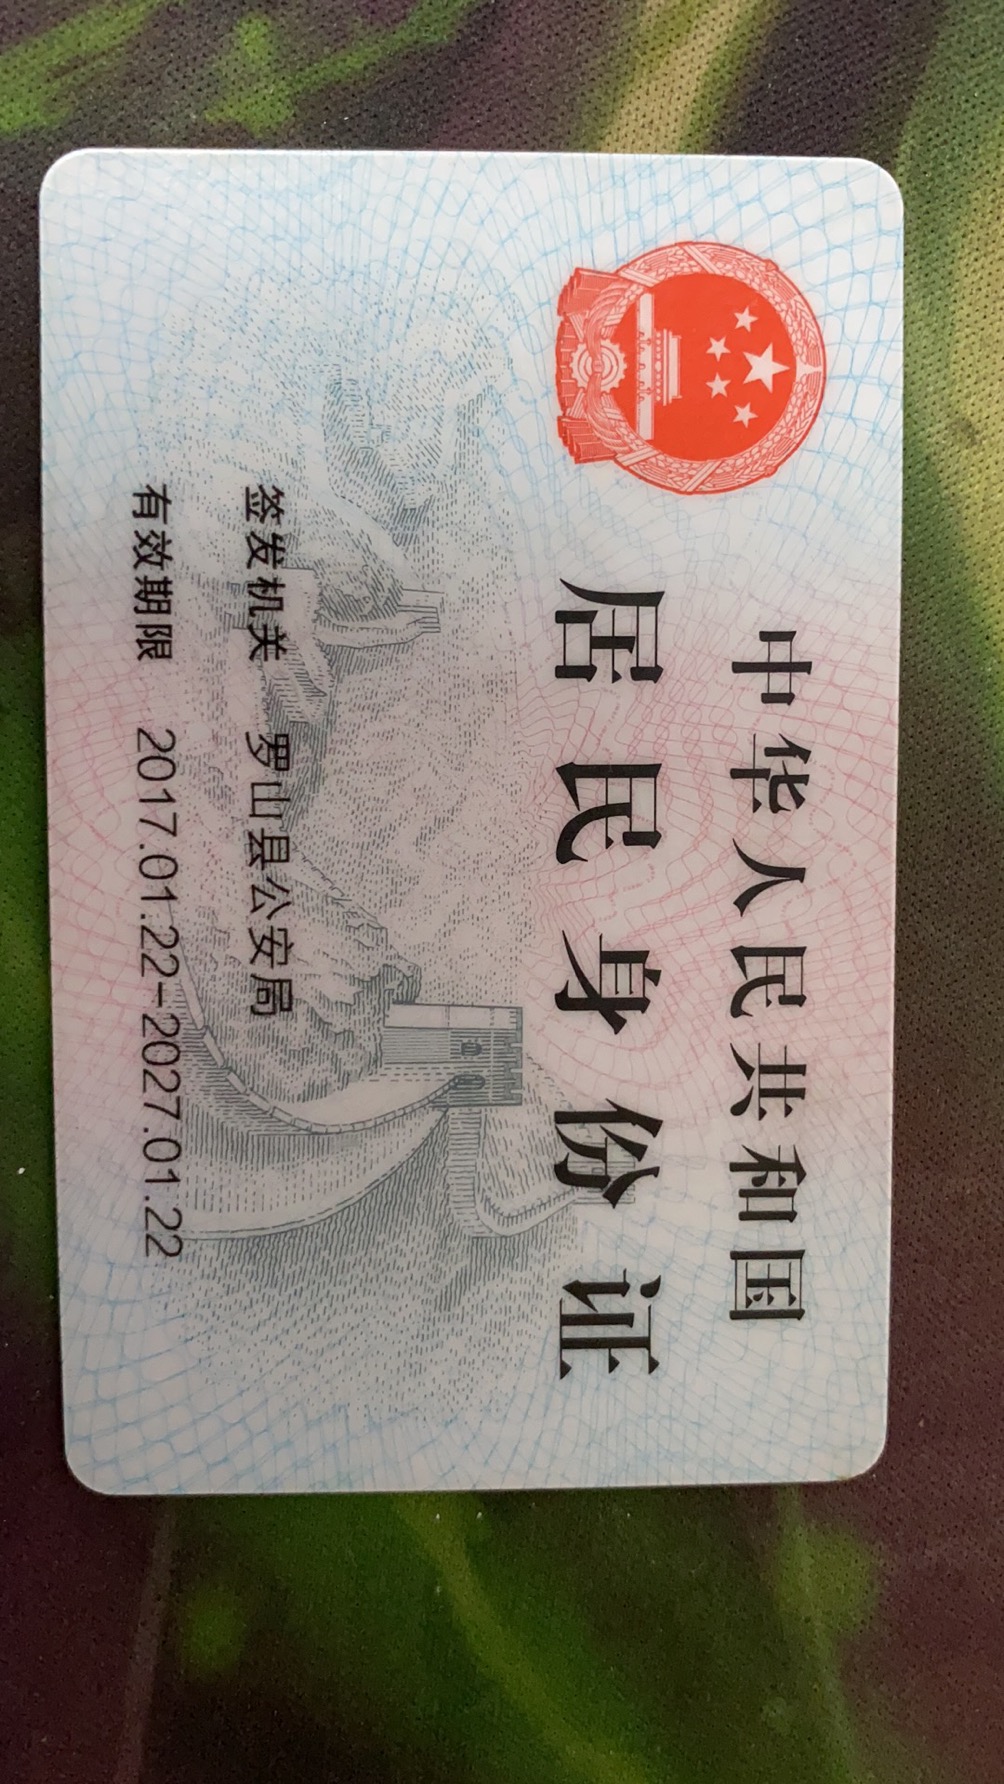 中华人民共和国
居民身份证
签发机关 罗山县公安局
有效期限 2017.01.22-2027.01.22